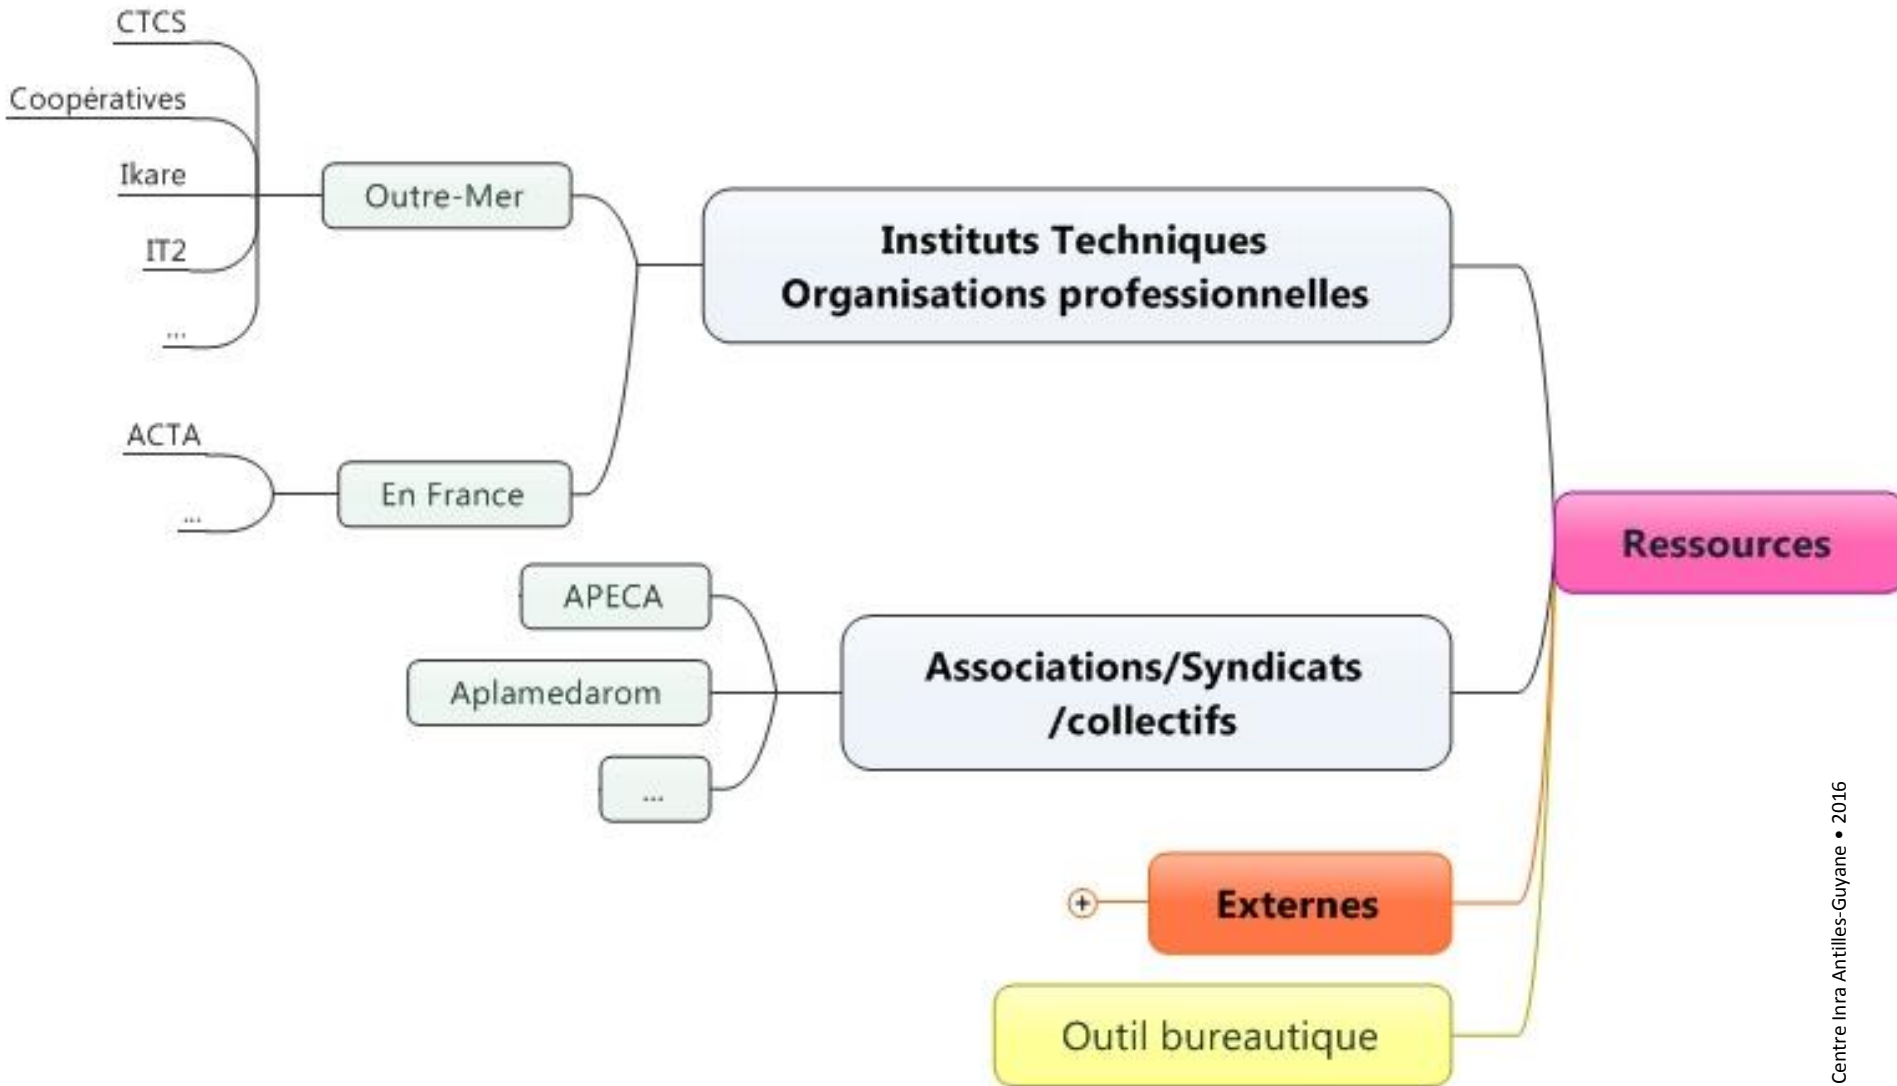 CTCS
Coopératives
Ikare
IT2
...
Outre-Mer
Instituts Techniques
Organisations professionnelles
ACTA
...
En France
Ressources
APECA
Aplamedarom
...
Associations/Syndicats
/collectifs
+
Externes
Outil bureautique
Centre Inra Antilles-Guyane • 2016